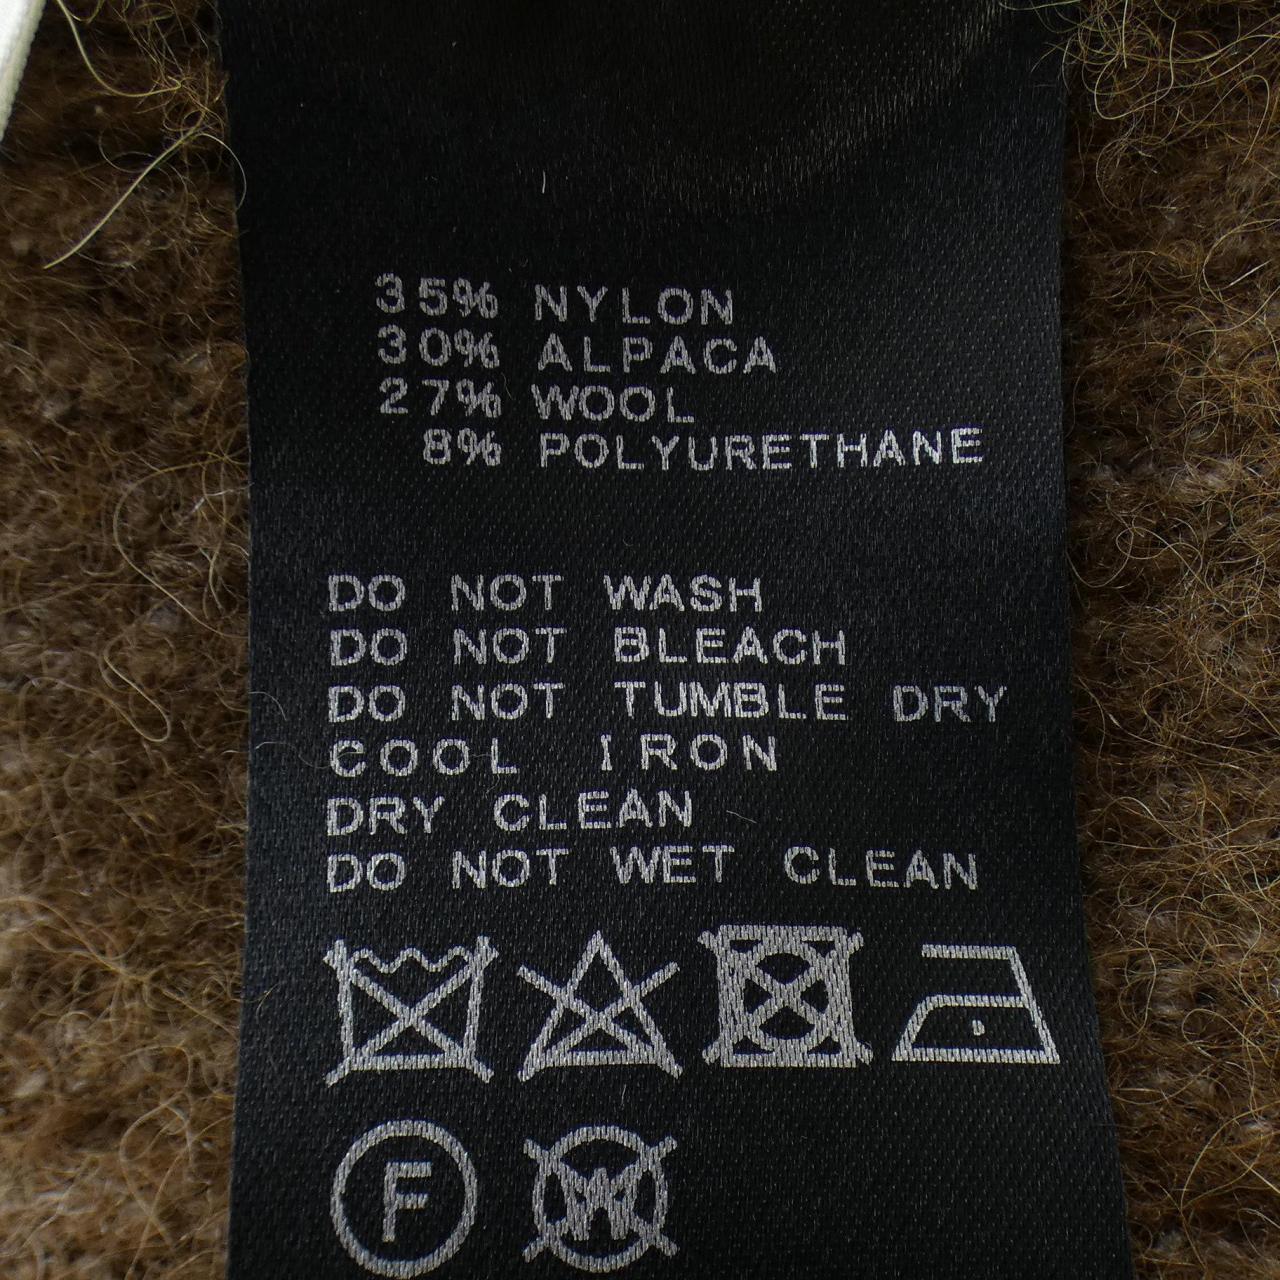 35% NYLON
30% ALPACA
27% WOOL
8% POLYURETHANE
DO NOT WASH
DO NOT BLEACH
DO NOT TUMBLE DRY
COOL IRON
DRY CLEAN
DO NOT WET CLEAN
F W